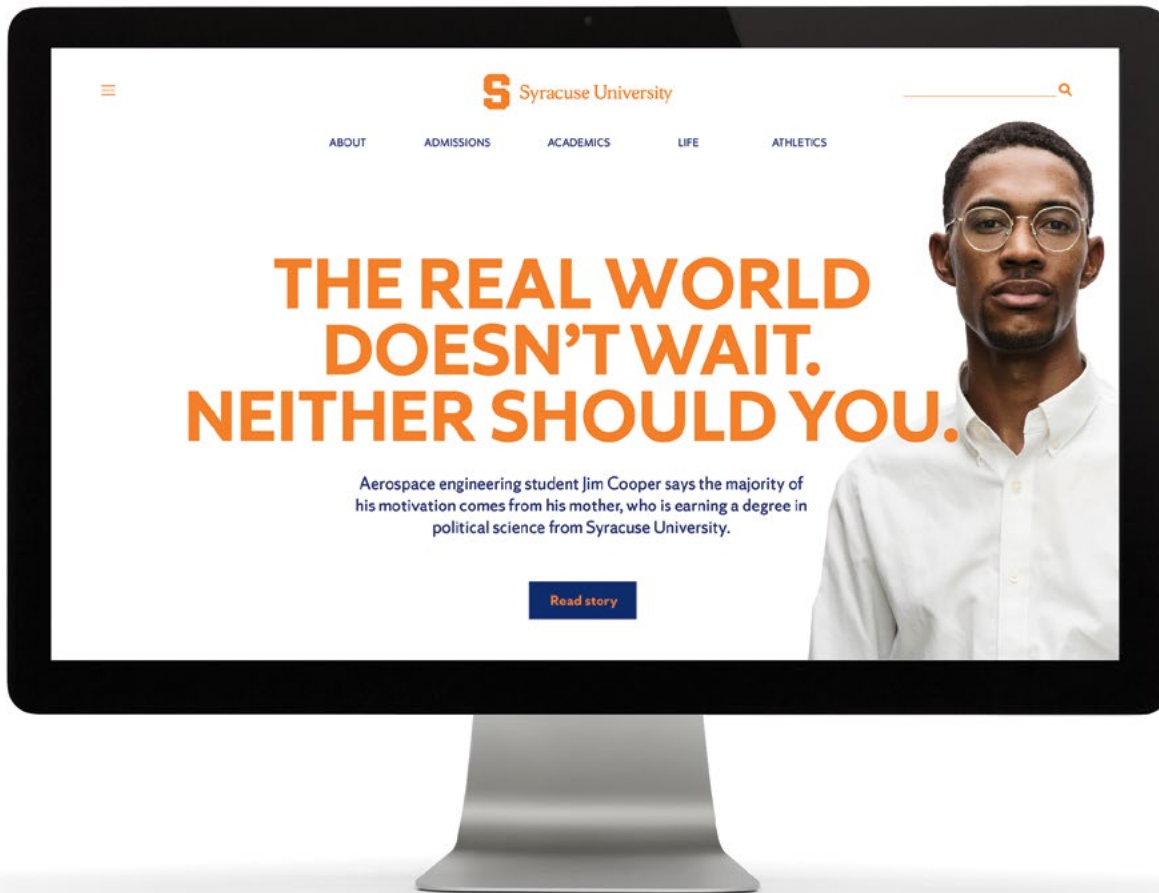 S Syracuse University
ABOUT ADMISSIONS ACADEMICS LIFE ATHLETICS
THE REAL WORLD
DOESN'T WAIT.
NEITHER SHOULD YOU.
Aerospace engineering student Jim Cooper says the majority of
his motivation comes from his mother, who is earning a degree in
political science from Syracuse University.
Read story